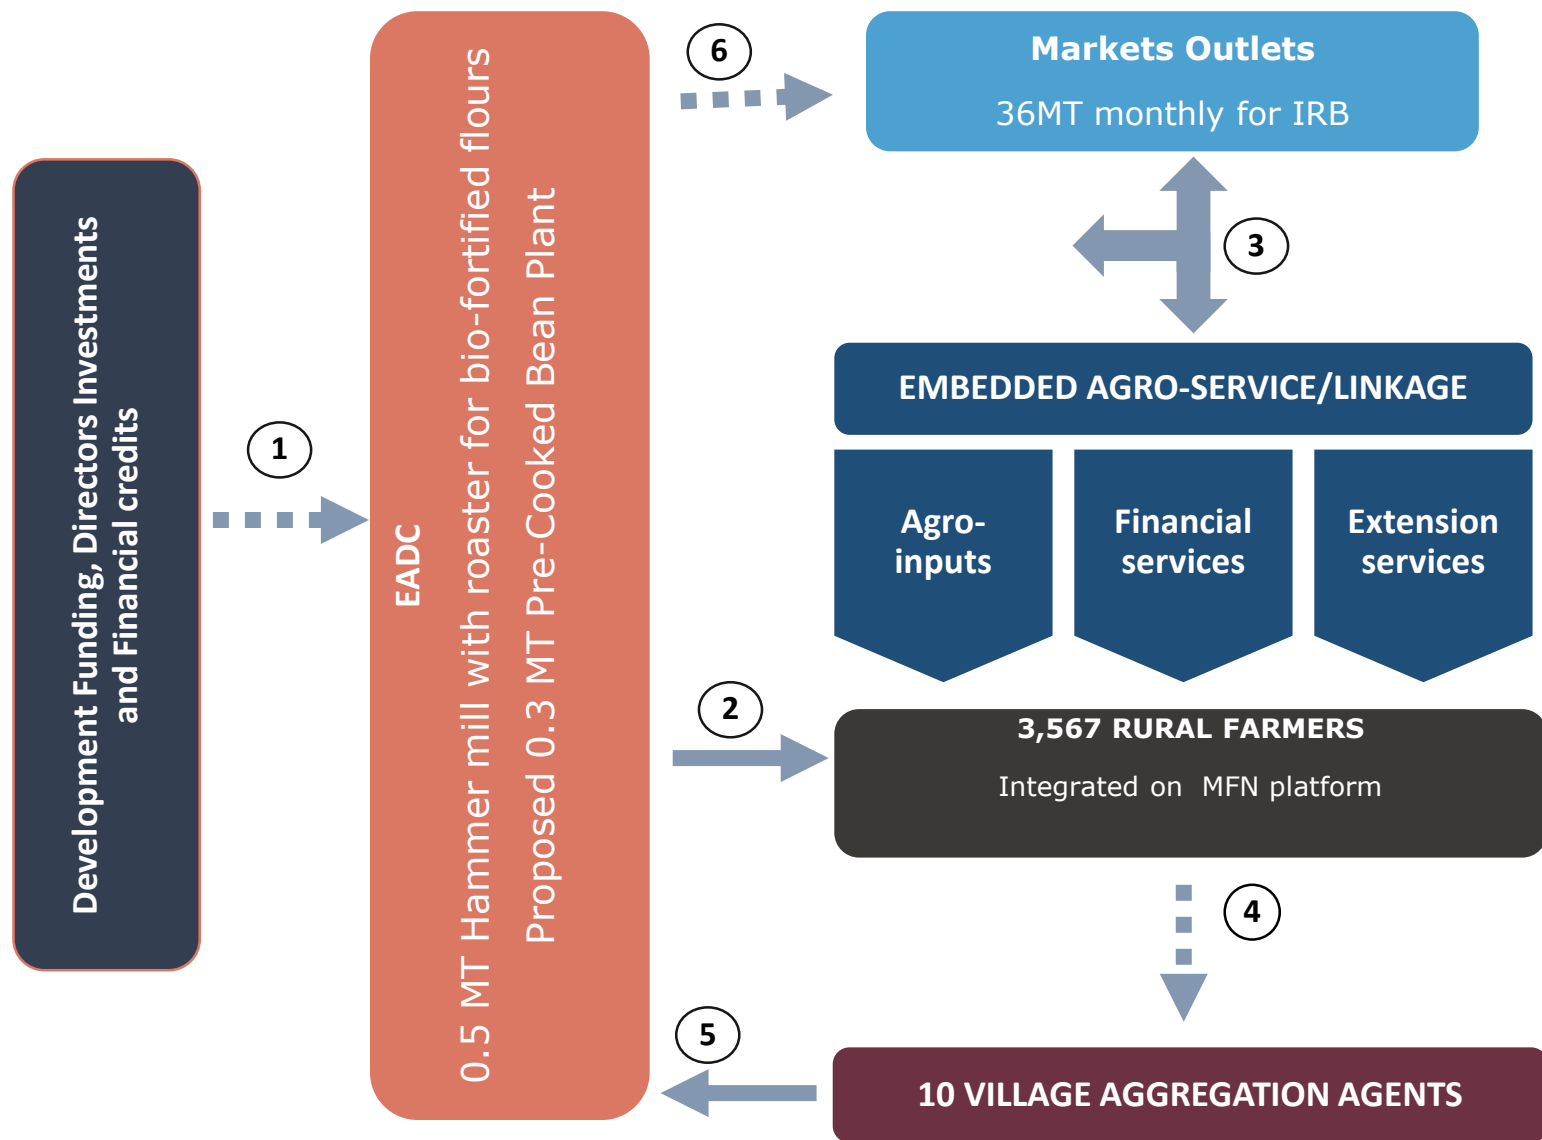 Development Funding, Directors Investments
and Financial credits
1
EADC
0.5 MT Hammer mill with roaster for bio-fortified flours
Proposed 0.3 MT Pre-Cooked Bean Plant
6
Markets Outlets
36MT monthly for IRB
3
EMBEDDED AGRO-SERVICE/LINKAGE
Agro-
inputs
Financial
services
Extension
services
2
3,567 RURAL FARMERS
Integrated on MFN platform
4
5
10 VILLAGE AGGREGATION AGENTS